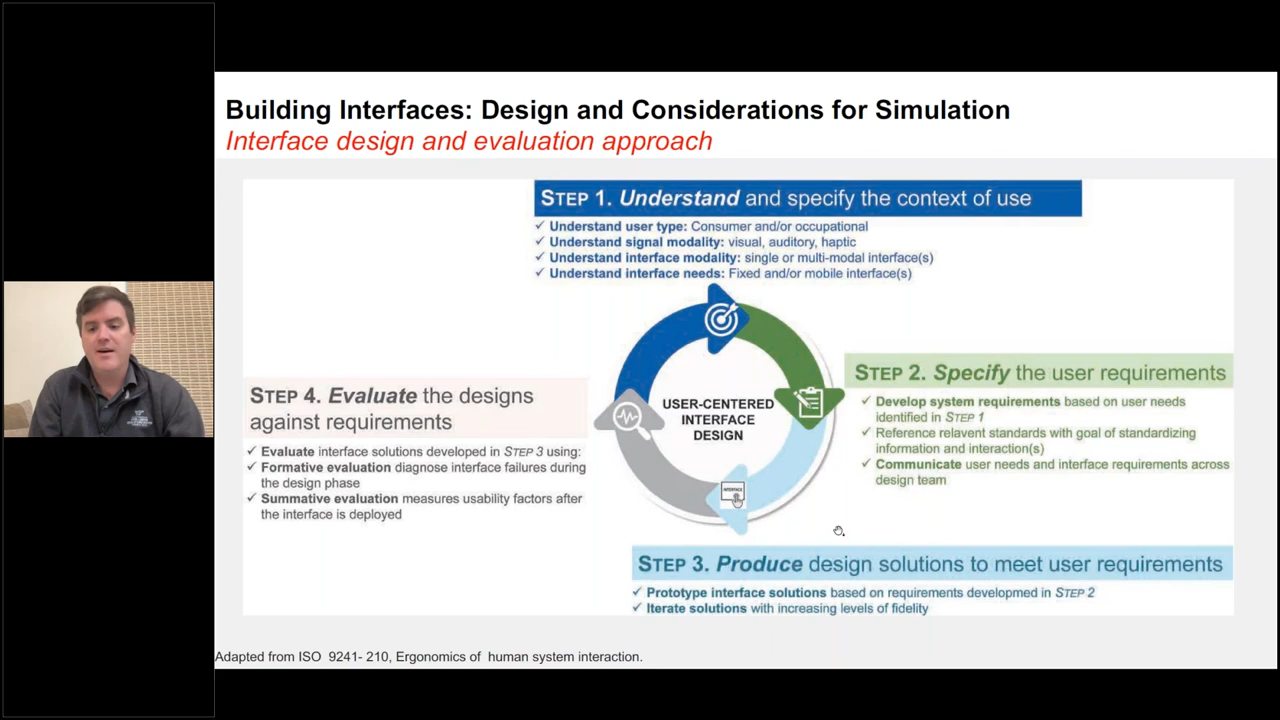 Building Interfaces: Design and Considerations for Simulation
Interface design and evaluation approach
STEP 1. Understand and specify the context of use
✓ Understand user type: Consumer and/or occupational
✓ Understand signal modality: visual, auditory, haptic
✓ Understand interface modality: single or multi-modal interface(s)
✓ Understand interface needs: Fixed and/or mobile interface(s)
STEP 2. Specify the user requirements
✓ Develop system requirements based on user needs
identified in STEP 1
✓ Reference relavent standards with goal of standardizing
information and interaction(s)
✓ Communicate user needs and interface requirements across
design team
USER-CENTERED
INTERFACE
DESIGN
INTERFACE
STEP 3. Produce design solutions to meet user requirements
✓ Prototype interface solutions based on requirements developmed in STEP 2
✓ Iterate solutions with increasing levels of fidelity
STEP 4. Evaluate the designs
against requirements
✓ Evaluate interface solutions developed in STEP 3 using:
✓ Formative evaluation diagnose interface failures during
the design phase
✓ Summative evaluation measures usability factors after
the interface is deployed
Adapted from ISO 9241- 210, Ergonomics of human system interaction.